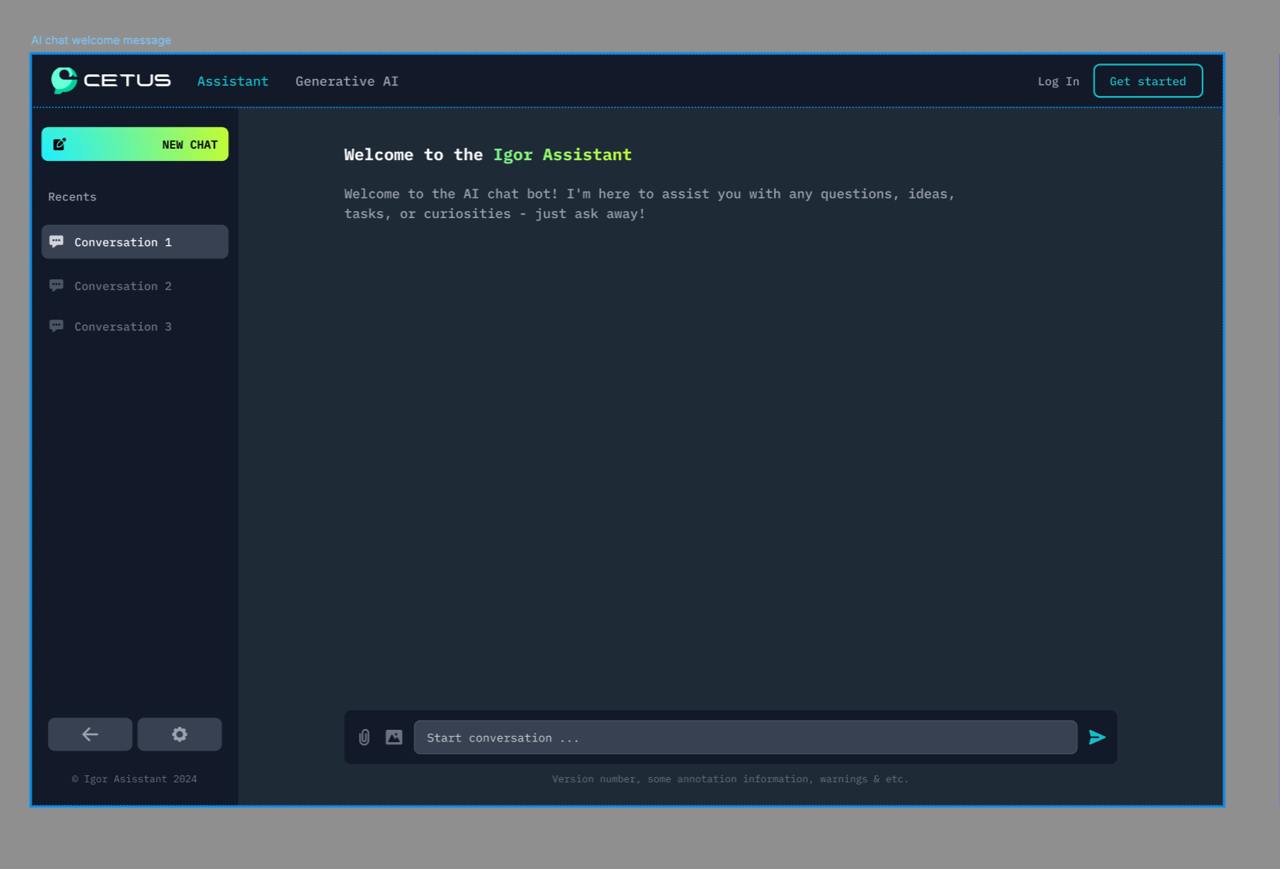 AI chat welcome message
CETUS
Assistant
Generative AI
Log In
Get started
NEW CHAT
Recents
Conversation 1
Conversation 2
Conversation 3
© Igor Asisstant 2024
Welcome to the Igor Assistant
Welcome to the AI chat bot! I'm here to assist you with any questions, ideas,
tasks, or curiosities - just ask away!
Start conversation ...
Version number, some annotation information, warnings & etc.